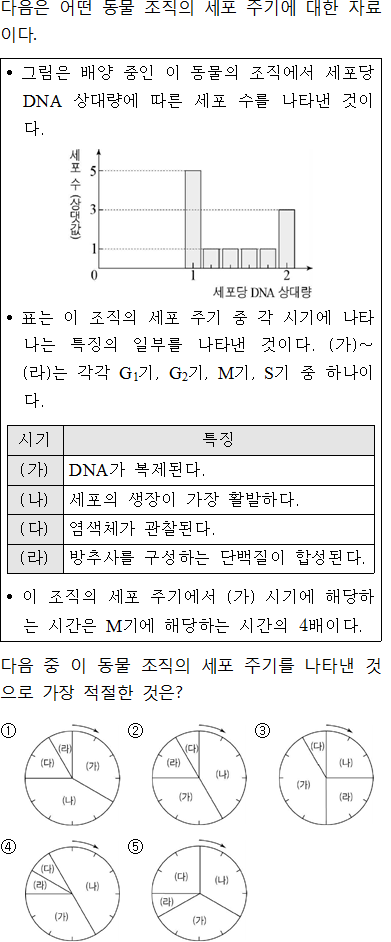 다음은 어떤 동물 조직의 세포 주기에 대한 자료
이다.
• 그림은 배양 중인 이 동물의 조직에서 세포당
DNA 상대량에 따른 세포 수를 나타낸 것이
다.
세포 수(상댓값)
5
3
1
0
1
2
세포당 DNA 상대량
• 표는 이 조직의 세포 주기 중 각 시기에 나타
나는 특징의 일부를 나타낸 것이다. (가)~
(라)는 각각 G₁기, G₂기, M기, S기 중 하나이
다.
시기 특징
(가) DNA가 복제된다.
(나) 세포의 생장이 가장 활발하다.
(다) 염색체가 관찰된다.
(라) 방추사를 구성하는 단백질이 합성된다.
• 이 조직의 세포 주기에서 (가) 시기에 해당하
는 시간은 M기에 해당하는 시간의 4배이다.
다음 중 이 동물 조직의 세포 주기를 나타낸 것
으로 가장 적절한 것은?
① (라) (다) (가) (나)
② (다) (라) (나) (가)
③ (다) (나) (가) (라)
④ (다) (라) (나) (가)
⑤ (다) (나) (라) (가)